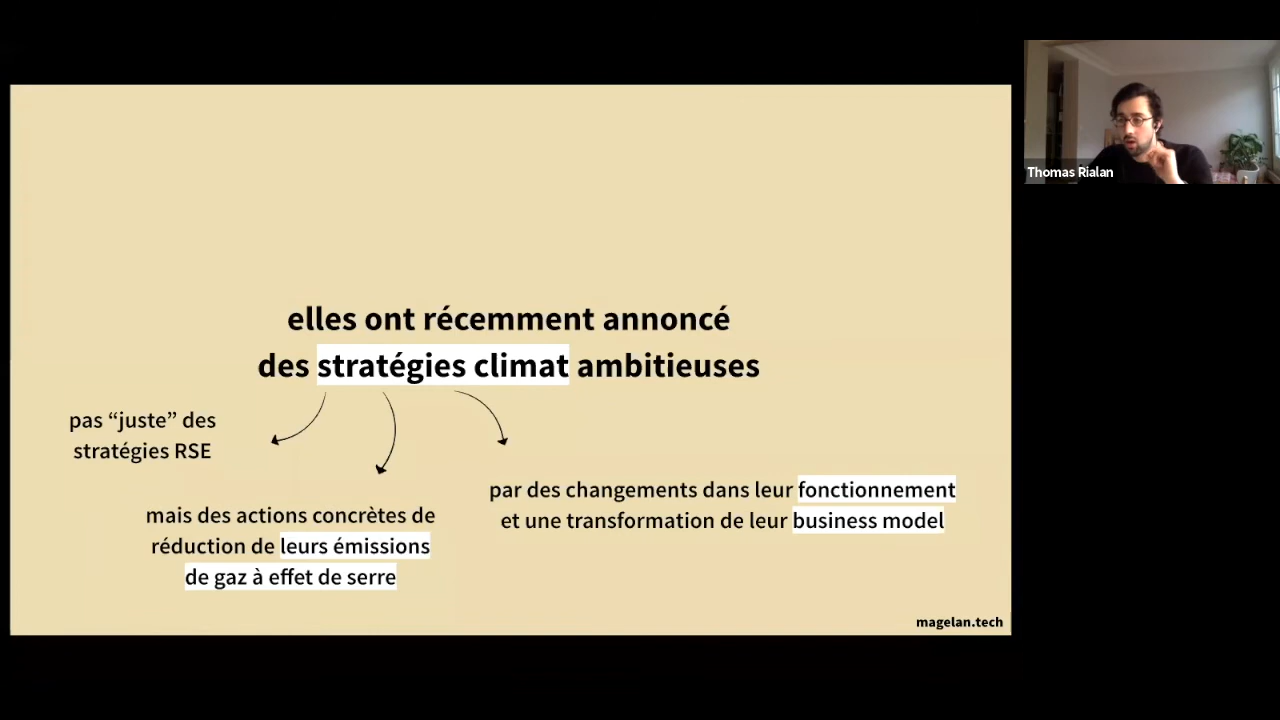 Thomas Rialan
elles ont récemment annoncé
des stratégies climat ambitieuses
pas “juste” des
stratégies RSE
mais des actions concrètes de
réduction de leurs émissions
de gaz à effet de serre
par des changements dans leur fonctionnement
et une transformation de leur business model
magelan.tech